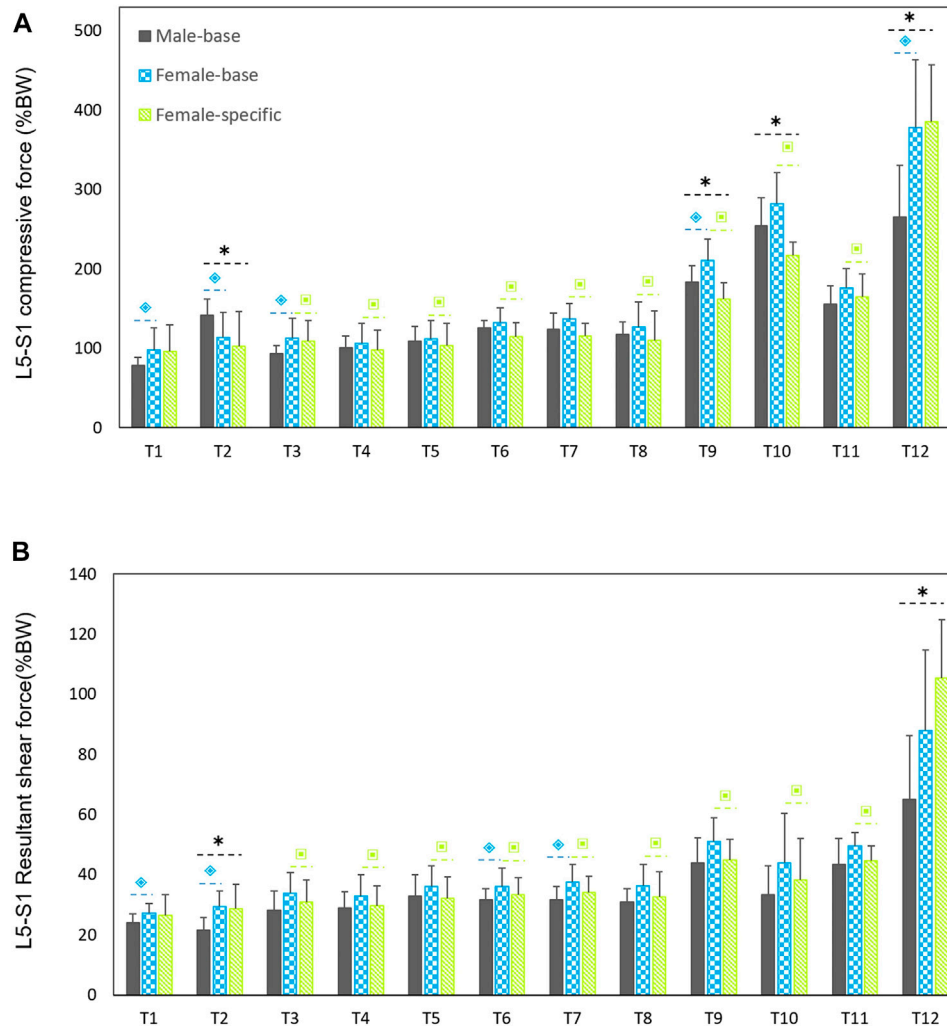 A
L5-S1 compressive force (%BW)
500
400
300
200
100
0
Male-base
Female-base
Female-specific
*
*
*
*
T1 T2 T3 T4 T5 T6 T7 T8 T9 T10 T11 T12
B
L5-S1 Resultant shear force(%BW)
140
120
100
80
60
40
20
0
*
*
T1 T2 T3 T4 T5 T6 T7 T8 T9 T10 T11 T12